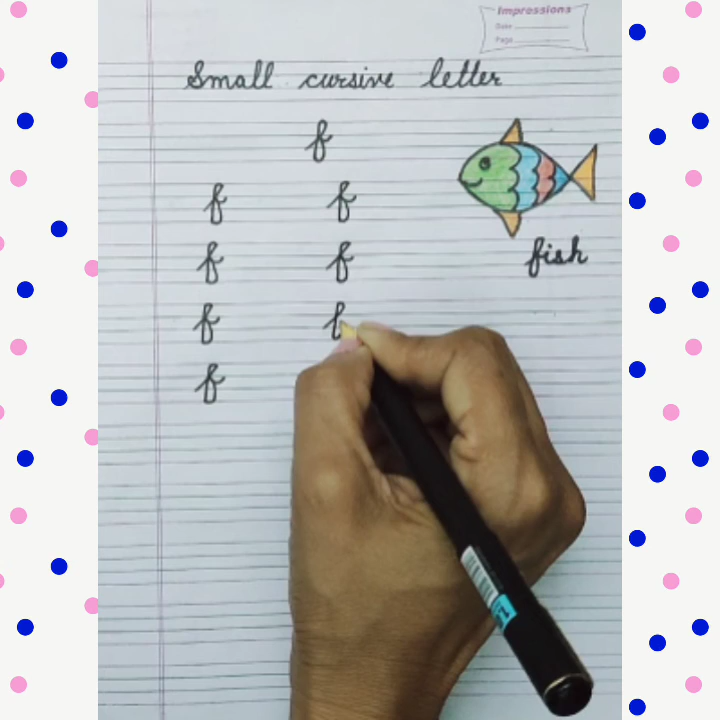 Impressions
Date
Page
Small cursive letter
f
f f
f f
fish
f
f